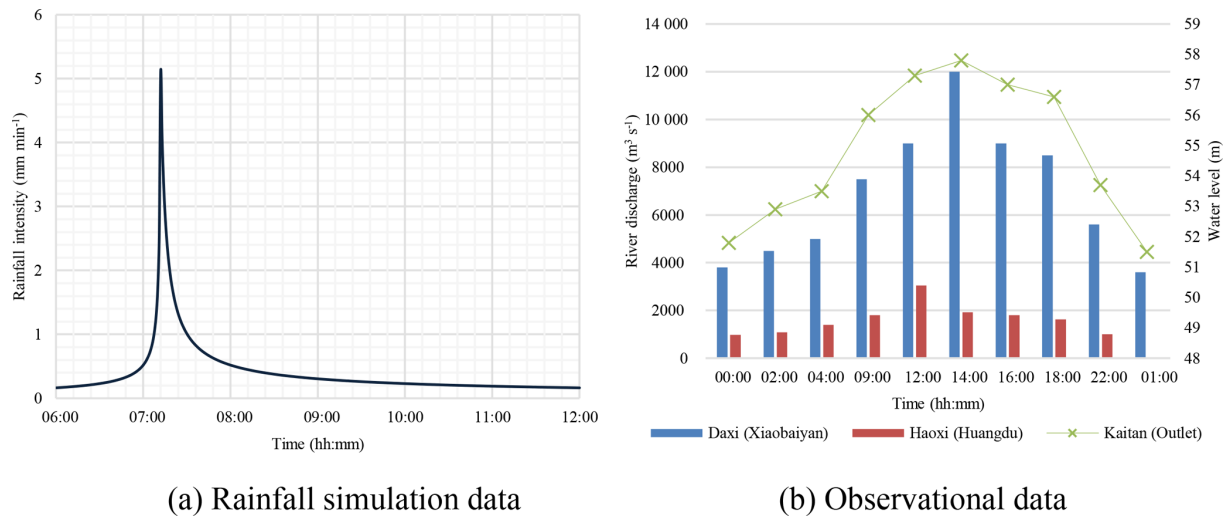 6
5
4
3
2
1
0
Rainfall intensity (mm min⁻¹)
06:00 07:00 08:00 09:00 10:00 11:00 12:00
Time (hh:mm)
(a) Rainfall simulation data
14 000
12 000
10 000
8000
6000
4000
2000
0
River discharge (m³ s⁻¹)
59
58
57
56
55
54
53
52
51
50
49
48
Water level (m)
00:00 02:00 04:00 09:00 12:00 14:00 16:00 18:00 22:00 01:00
Time (hh:mm)
Daxi (Xiaobaiyan) Haoxi (Huangdu) Kaitan (Outlet)
(b) Observational data